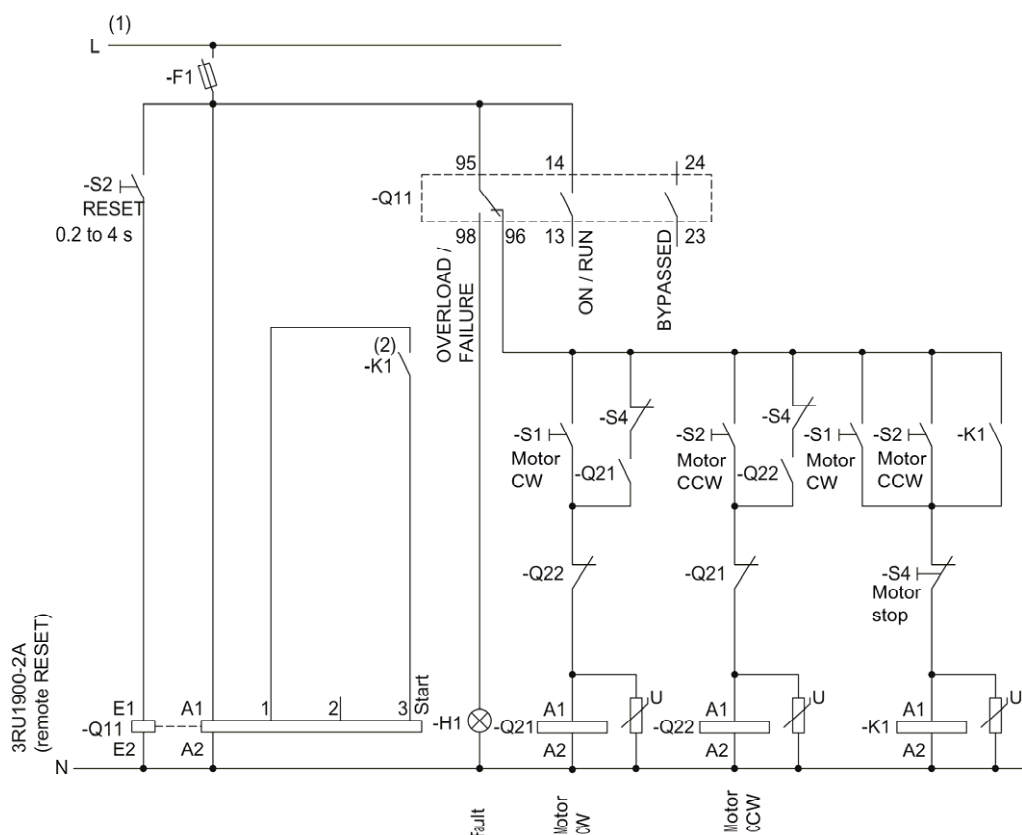 (1)
L
-F1
95
14
24
-S2
RESET
0.2 to 4 s
-Q11
98
96
13
23
OVERLOAD /
FAILURE
ON / RUN
BYPASSED
(2)
-K1
-S4
-S4
-S1
Motor
CW
-Q21
-S2
Motor
CCW
-Q22
-S1
Motor
CW
-S2
Motor
CCW
-K1
-Q22
-Q21
-S4
Motor
stop
3RU1900-2A
(remote RESET)
E1
A1
1
2
3
Start
U
U
U
-Q11
-H1
-Q21
A1
-Q22
A1
-K1
A1
E2
A2
A2
A2
A2
N
Fault
Motor
CW
Motor
CCW